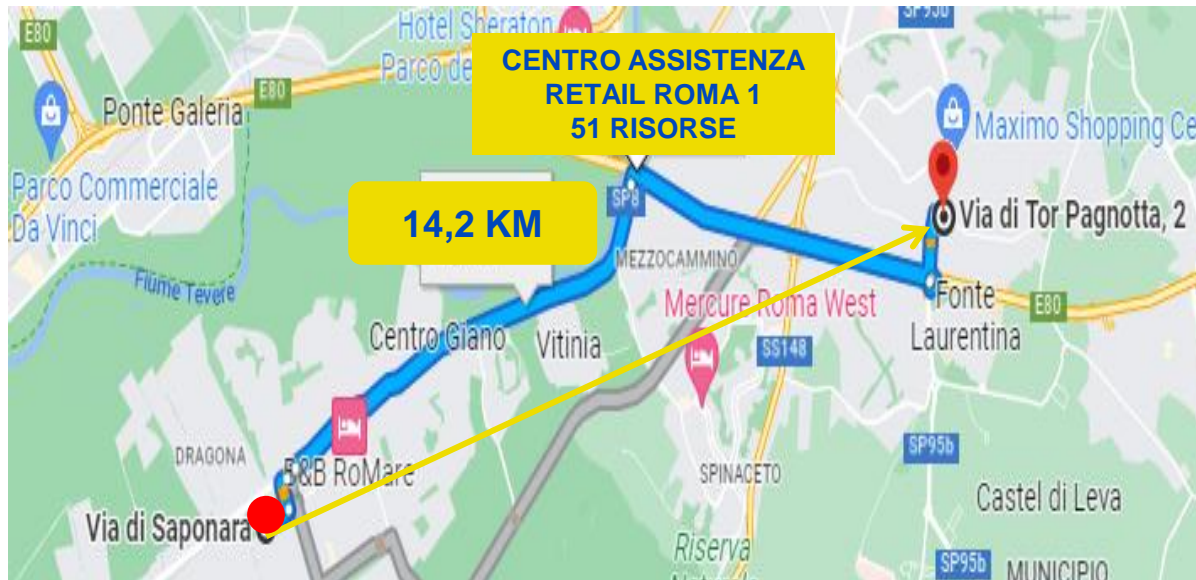 E80
Hotel Sheraton
Parco de
SP95b
CENTRO ASSISTENZA
RETAIL ROMA 1
51 RISORSE
Ponte Galeria
E80
Maximo Shopping Ce
Parco Commerciale
Da Vinci
SP8
14,2 KM
Via di Tor Pagnotta, 2
MEZZOCAMMINO
Fiume Tevere
Mercure Roma West
Fonte
Laurentina
E80
Centro Giano
Vitinia
SS148
DRAGONA
B&B RoMare
SPINACETO
SP95b
Castel di Leva
Via di Saponara
Riserva
SP95b
MUNICIPIO